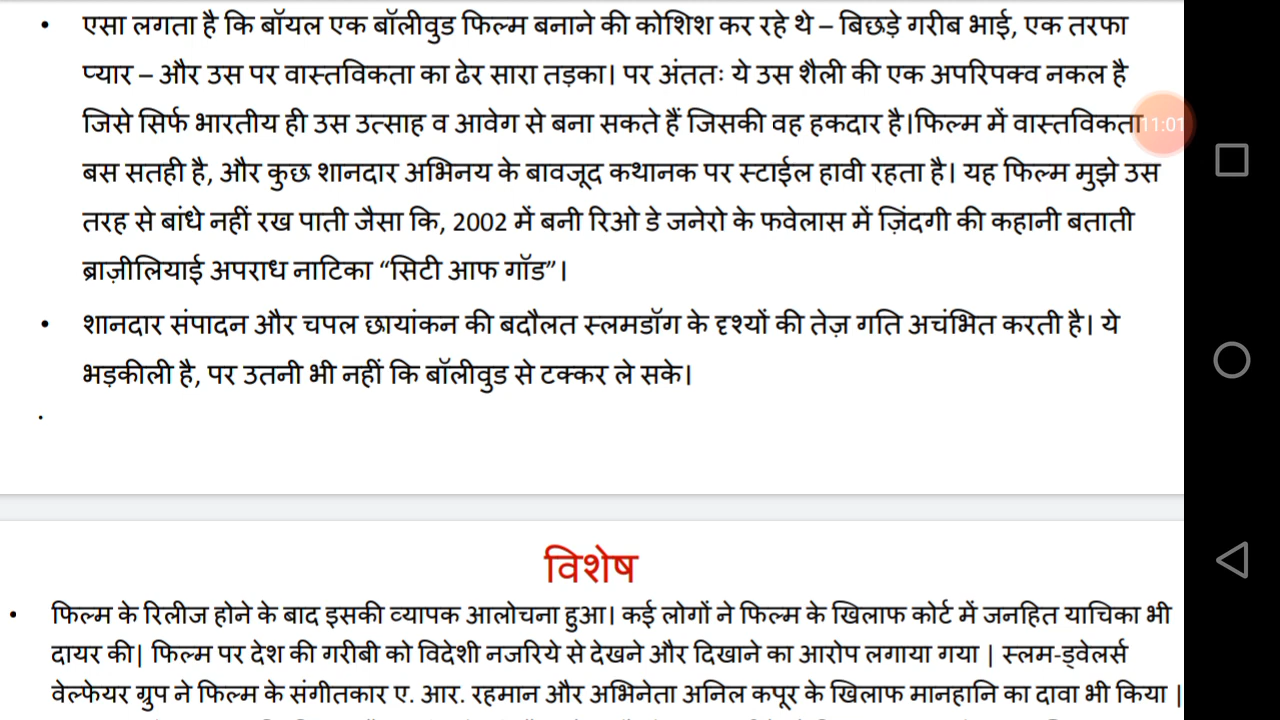 • एसा लगता है कि बॉयल एक बॉलीवुड फिल्म बनाने की कोशिश कर रहे थे – बिछड़े गरीब भाई, एक तरफा
प्यार – और उस पर वास्तविकता का ढेर सारा तड़का। पर अंततः ये उस शैली की एक अपरिपक्व नकल है
जिसे सिर्फ भारतीय ही उस उत्साह व आवेग से बना सकते हैं जिसकी वह हकदार है।फिल्म में वास्तविकता
11:01
बस सतही है, और कुछ शानदार अभिनय के बावजूद कथानक पर स्टाईल हावी रहता है। यह फिल्म मुझे उस
तरह से बांधे नहीं रख पाती जैसा कि, 2002 में बनी रिओ डे जनेरो के फवेलास में ज़िंदगी की कहानी बताती
ब्राज़ीलियाई अपराध नाटिका “सिटी आफ गॉड”।
• शानदार संपादन और चपल छायांकन की बदौलत स्लमडॉग के दृश्यों की तेज़ गति अचंभित करती है। ये
भड़कीली है, पर उतनी भी नहीं कि बॉलीवुड से टक्कर ले सके।
विशेष
• फिल्म के रिलीज होने के बाद इसकी व्यापक आलोचना हुआ। कई लोगों ने फिल्म के खिलाफ कोर्ट में जनहित याचिका भी
दायर की| फिल्म पर देश की गरीबी को विदेशी नजरिये से देखने और दिखाने का आरोप लगाया गया | स्लम-ड्वेलर्स
वेल्फेयर ग्रुप ने फिल्म के संगीतकार ए. आर. रहमान और अभिनेता अनिल कपूर के खिलाफ मानहानि का दावा भी किया |